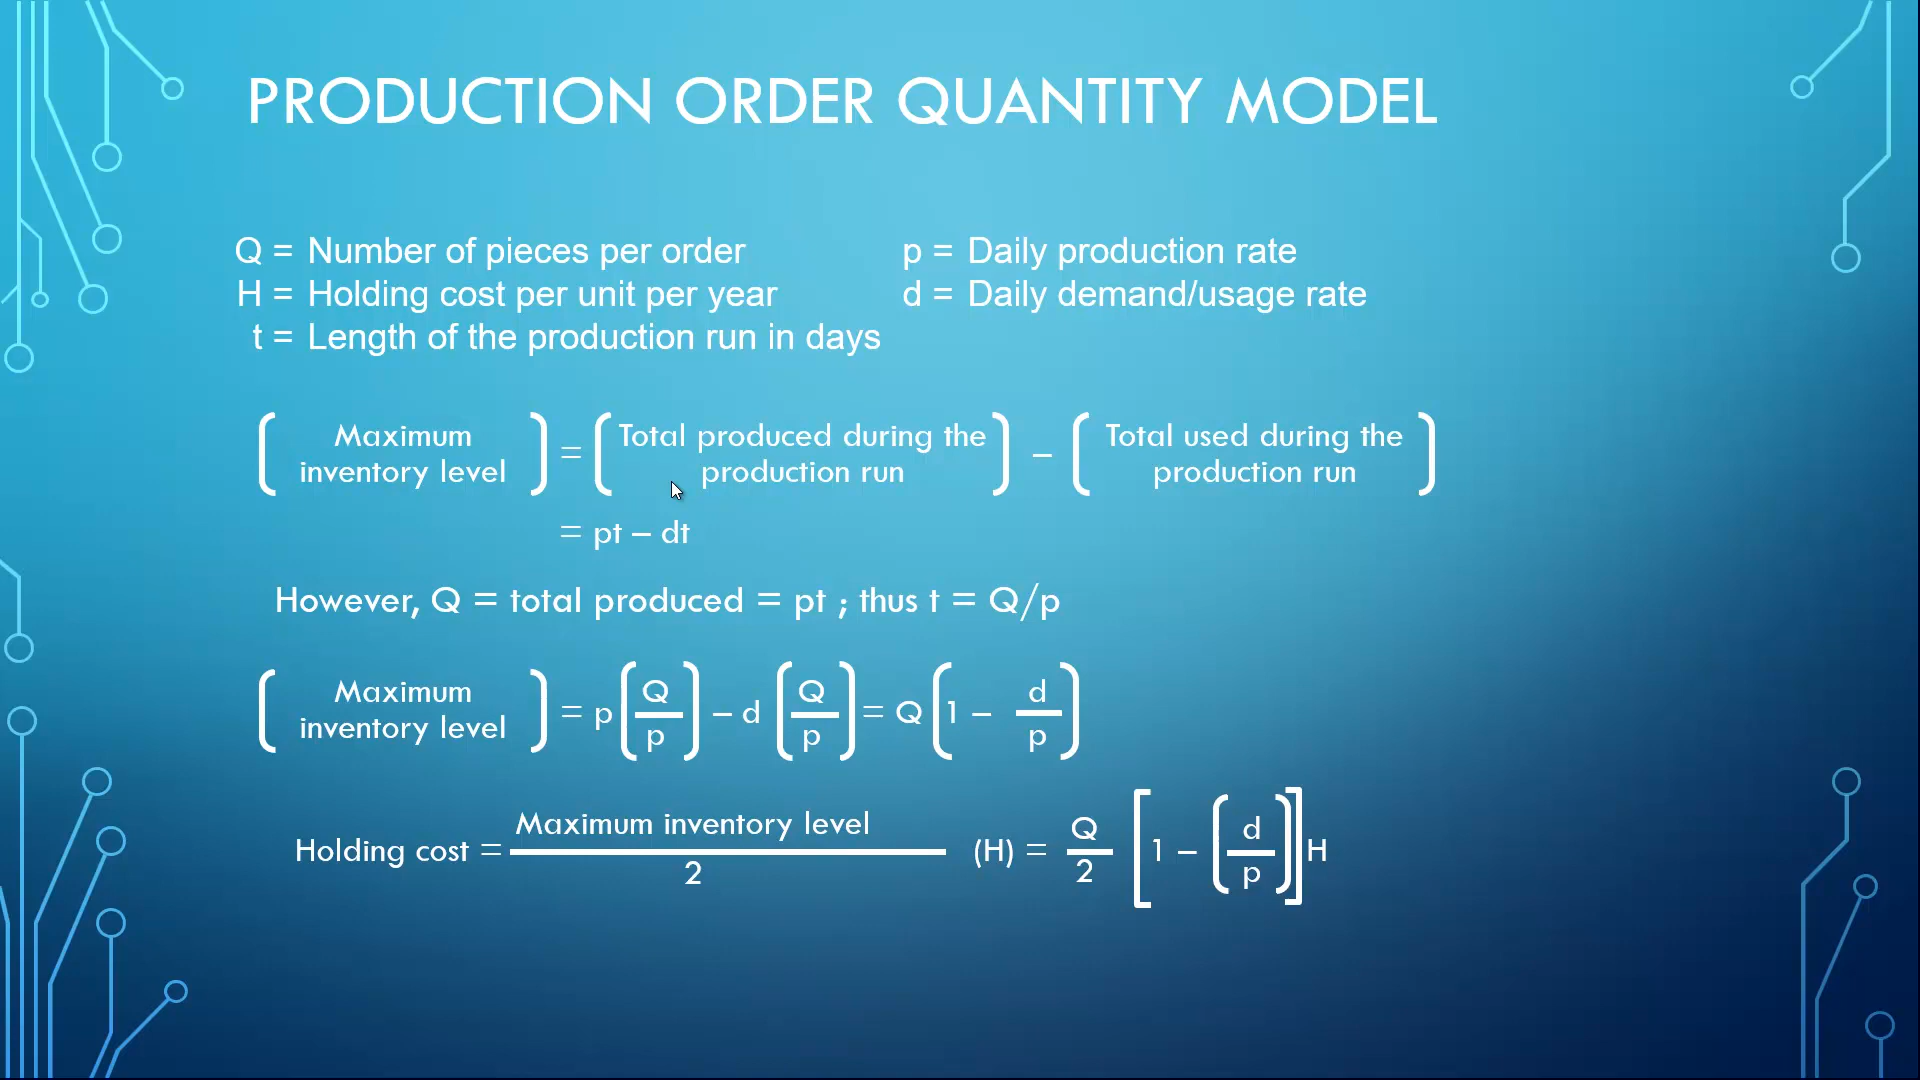 PRODUCTION ORDER QUANTITY MODEL
Q = Number of pieces per order
H = Holding cost per unit per year
t = Length of the production run in days
p = Daily production rate
d = Daily demand/usage rate
( Maximum inventory level ) = ( Total produced during the production run ) – ( Total used during the production run )
= pt – dt
However, Q = total produced = pt ; thus t = Q/p
( Maximum inventory level ) = p ( Q/p ) – d ( Q/p ) = Q ( 1 – d/p )
Holding cost = Maximum inventory level / 2 (H) = Q/2 [ 1 – ( d/p ) ] H